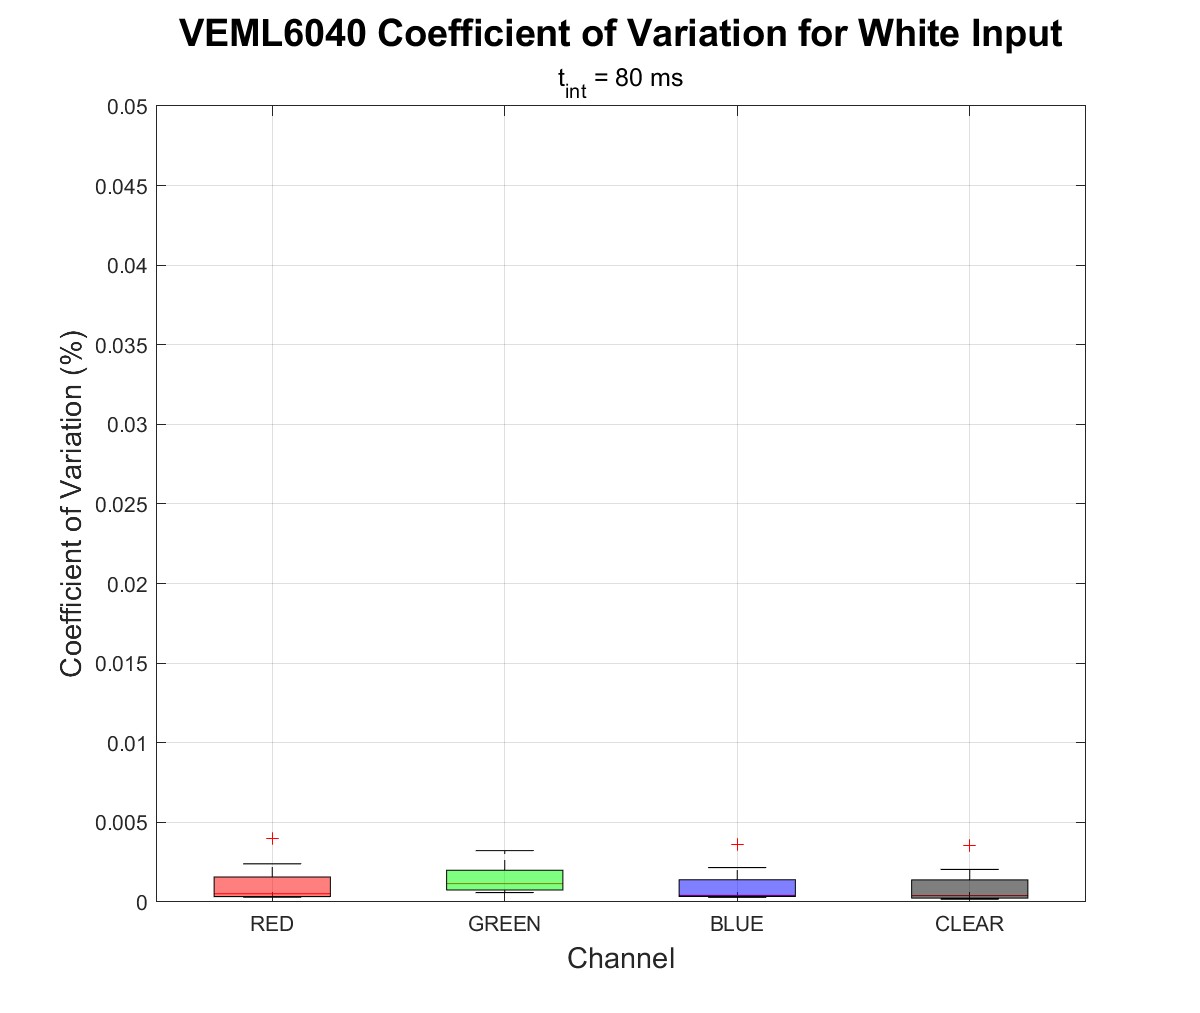 VEML6040 Coefficient of Variation for White Input
t_int = 80 ms
0.05
0.045
0.04
0.035
0.03
0.025
0.02
0.015
0.01
0.005
0
Coefficient of Variation (%)
RED GREEN BLUE CLEAR
Channel